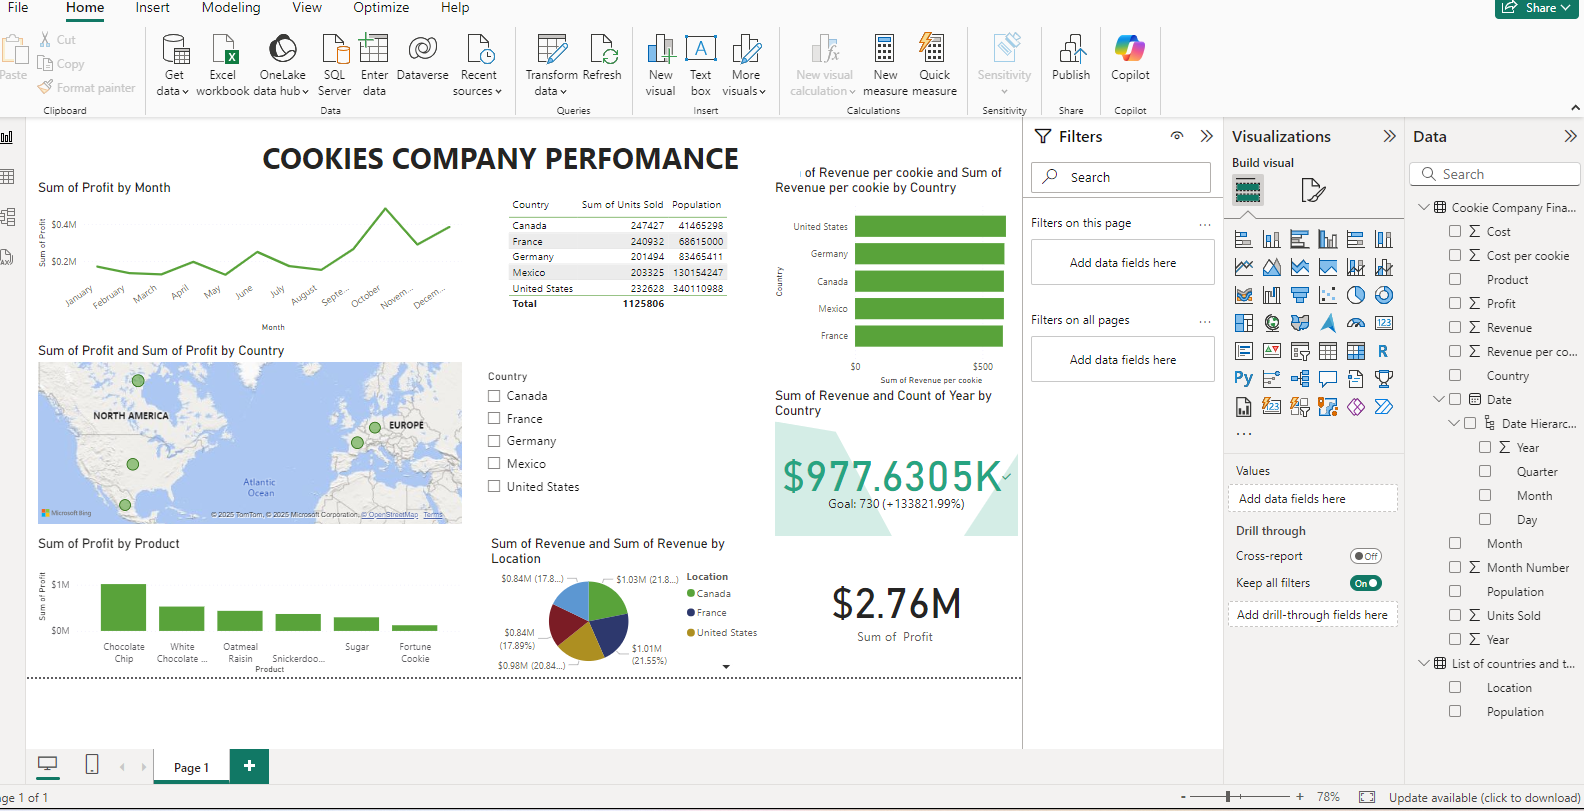 File Home Insert Modeling View Optimize Help
Share
Paste
Cut
Copy
Format painter
Clipboard
Get data
Excel workbook
OneLake data hub
SQL Server
Enter data
Dataverse
Recent sources
Data
Transform data
Refresh
Queries
New visual
Text box
More visuals
Insert
New visual calculation
New measure
Quick measure
Calculations
Sensitivity
Sensitivity
Publish
Share
Copilot
Copilot
COOKIES COMPANY PERFOMANCE
Sum of Profit by Month
Sum of Profit
$0.4M
$0.2M
January February March April May June July August Septe... October Novem... Decem...
Month
Country Sum of Units Sold Population
Canada 247427 41465298
France 240932 68615000
Germany 201494 83465411
Mexico 203325 130154247
United States 232628 340110988
Total 1125806
of Revenue per cookie and Sum of
Revenue per cookie by Country
Country
United States
Germany
Canada
Mexico
France
$0 $500
Sum of Revenue per cookie
Sum of Profit and Sum of Profit by Country
NORTH AMERICA
EUROPE
Atlantic
Ocean
Microsoft Bing
© 2025 TomTom, © 2025 Microsoft Corporation, © OpenStreetMap Terms
Country
Canada
France
Germany
Mexico
United States
Sum of Revenue and Count of Year by
Country
$977.6305K
Goal: 730 (+133821.99%)
Sum of Profit by Product
Sum of Profit
$1M
$0M
Chocolate Chip
White Chocolate ...
Oatmeal Raisin
Snickerdoo...
Sugar
Fortune Cookie
Product
Sum of Revenue and Sum of Revenue by
Location
$0.84M (17.8...)
$1.03M (21.8...)
$0.84M
(17.89%)
$1.01M
(21.55%)
$0.98M (20.84...)
Location
Canada
France
United States
$2.76M
Sum of Profit
Filters
Search
Filters on this page ...
Add data fields here
Filters on all pages ...
Add data fields here
Visualizations
Build visual
123
R
Py
123
...
Values
Add data fields here
Drill through
Cross-report Off
Keep all filters On
Add drill-through fields here
Data
Search
Cookie Company Fina...
Σ Cost
Σ Cost per cookie
Product
Σ Profit
Σ Revenue
Σ Revenue per co...
Country
Date
Date Hierarc...
Σ Year
Quarter
Month
Day
Month
Σ Month Number
Population
Σ Units Sold
Σ Year
List of countries and t...
Location
Population
Page 1
+
ge 1 of 1
- + 78%
Update available (click to download)